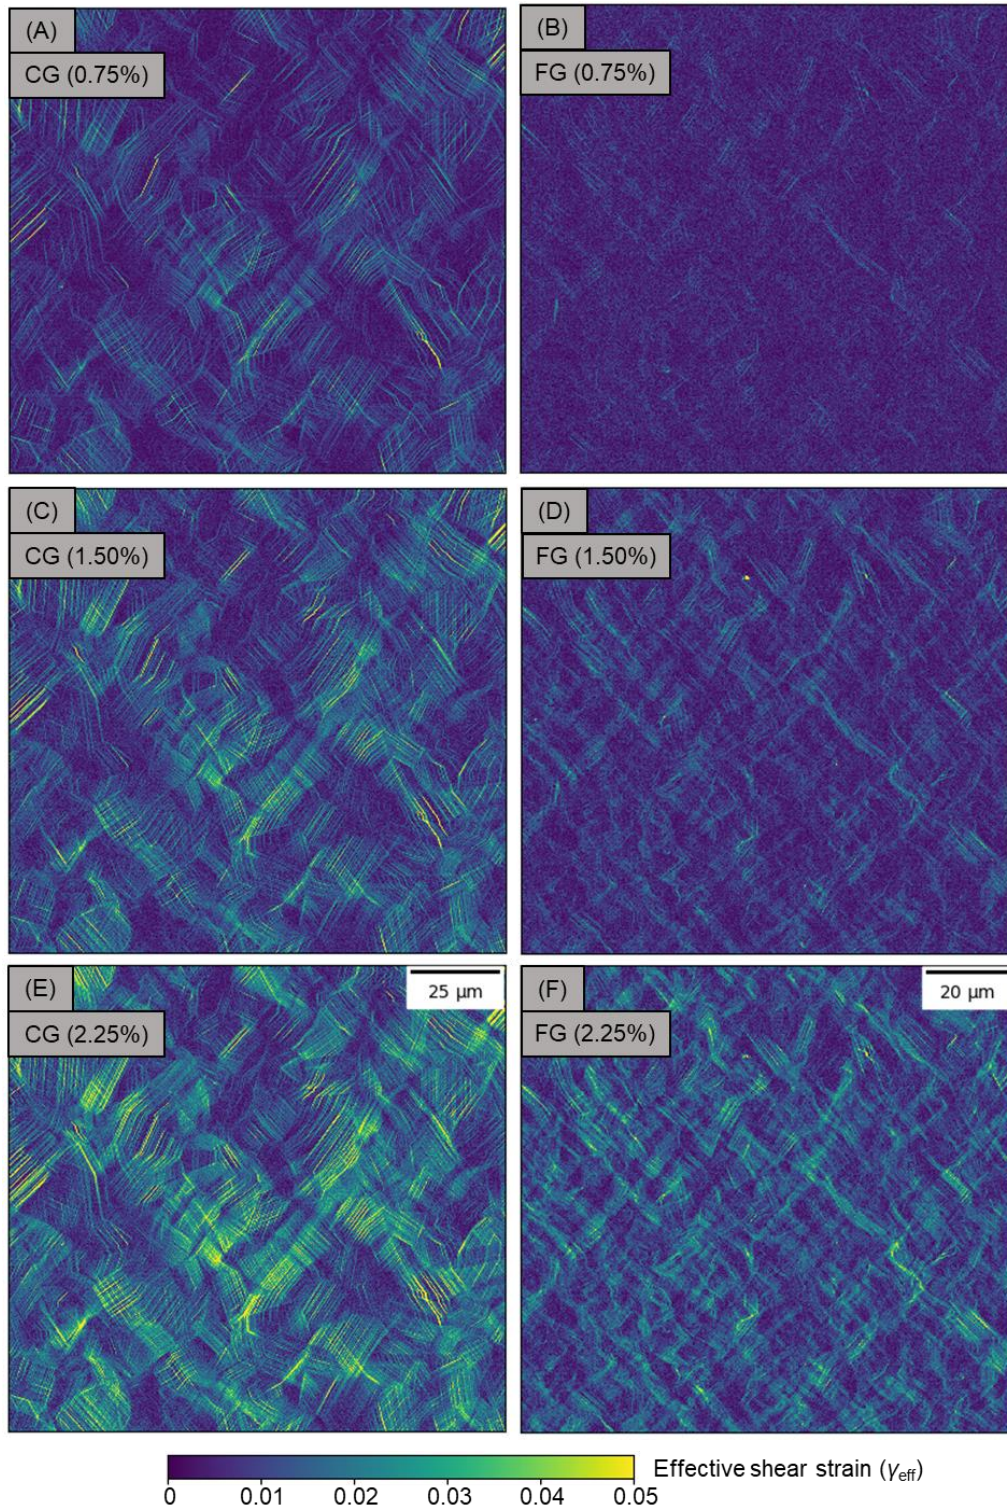 (A)
CG (0.75%)
(B)
FG (0.75%)
(C)
CG (1.50%)
(D)
FG (1.50%)
(E)
CG (2.25%)
25 µm
(F)
FG (2.25%)
20 µm
0 0.01 0.02 0.03 0.04 0.05
Effective shear strain (γeff)